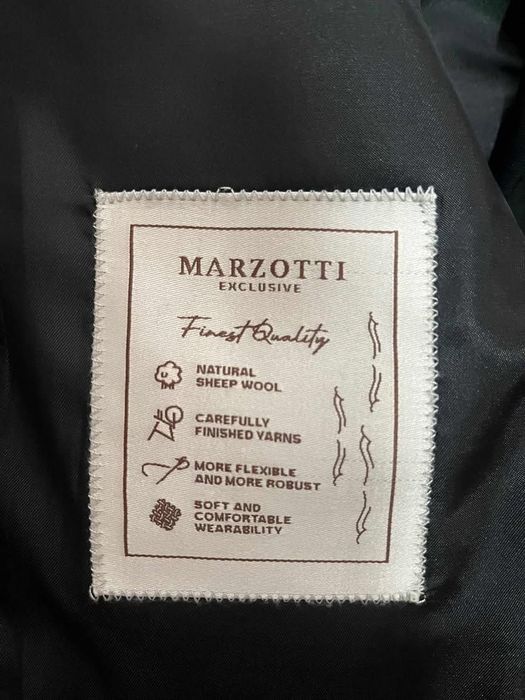 MARZOTTI
EXCLUSIVE
Finest Quality
NATURAL
SHEEP WOOL
CAREFULLY
FINISHED YARNS
MORE FLEXIBLE
AND MORE ROBUST
SOFT AND
COMFORTABLE
WEARABILITY